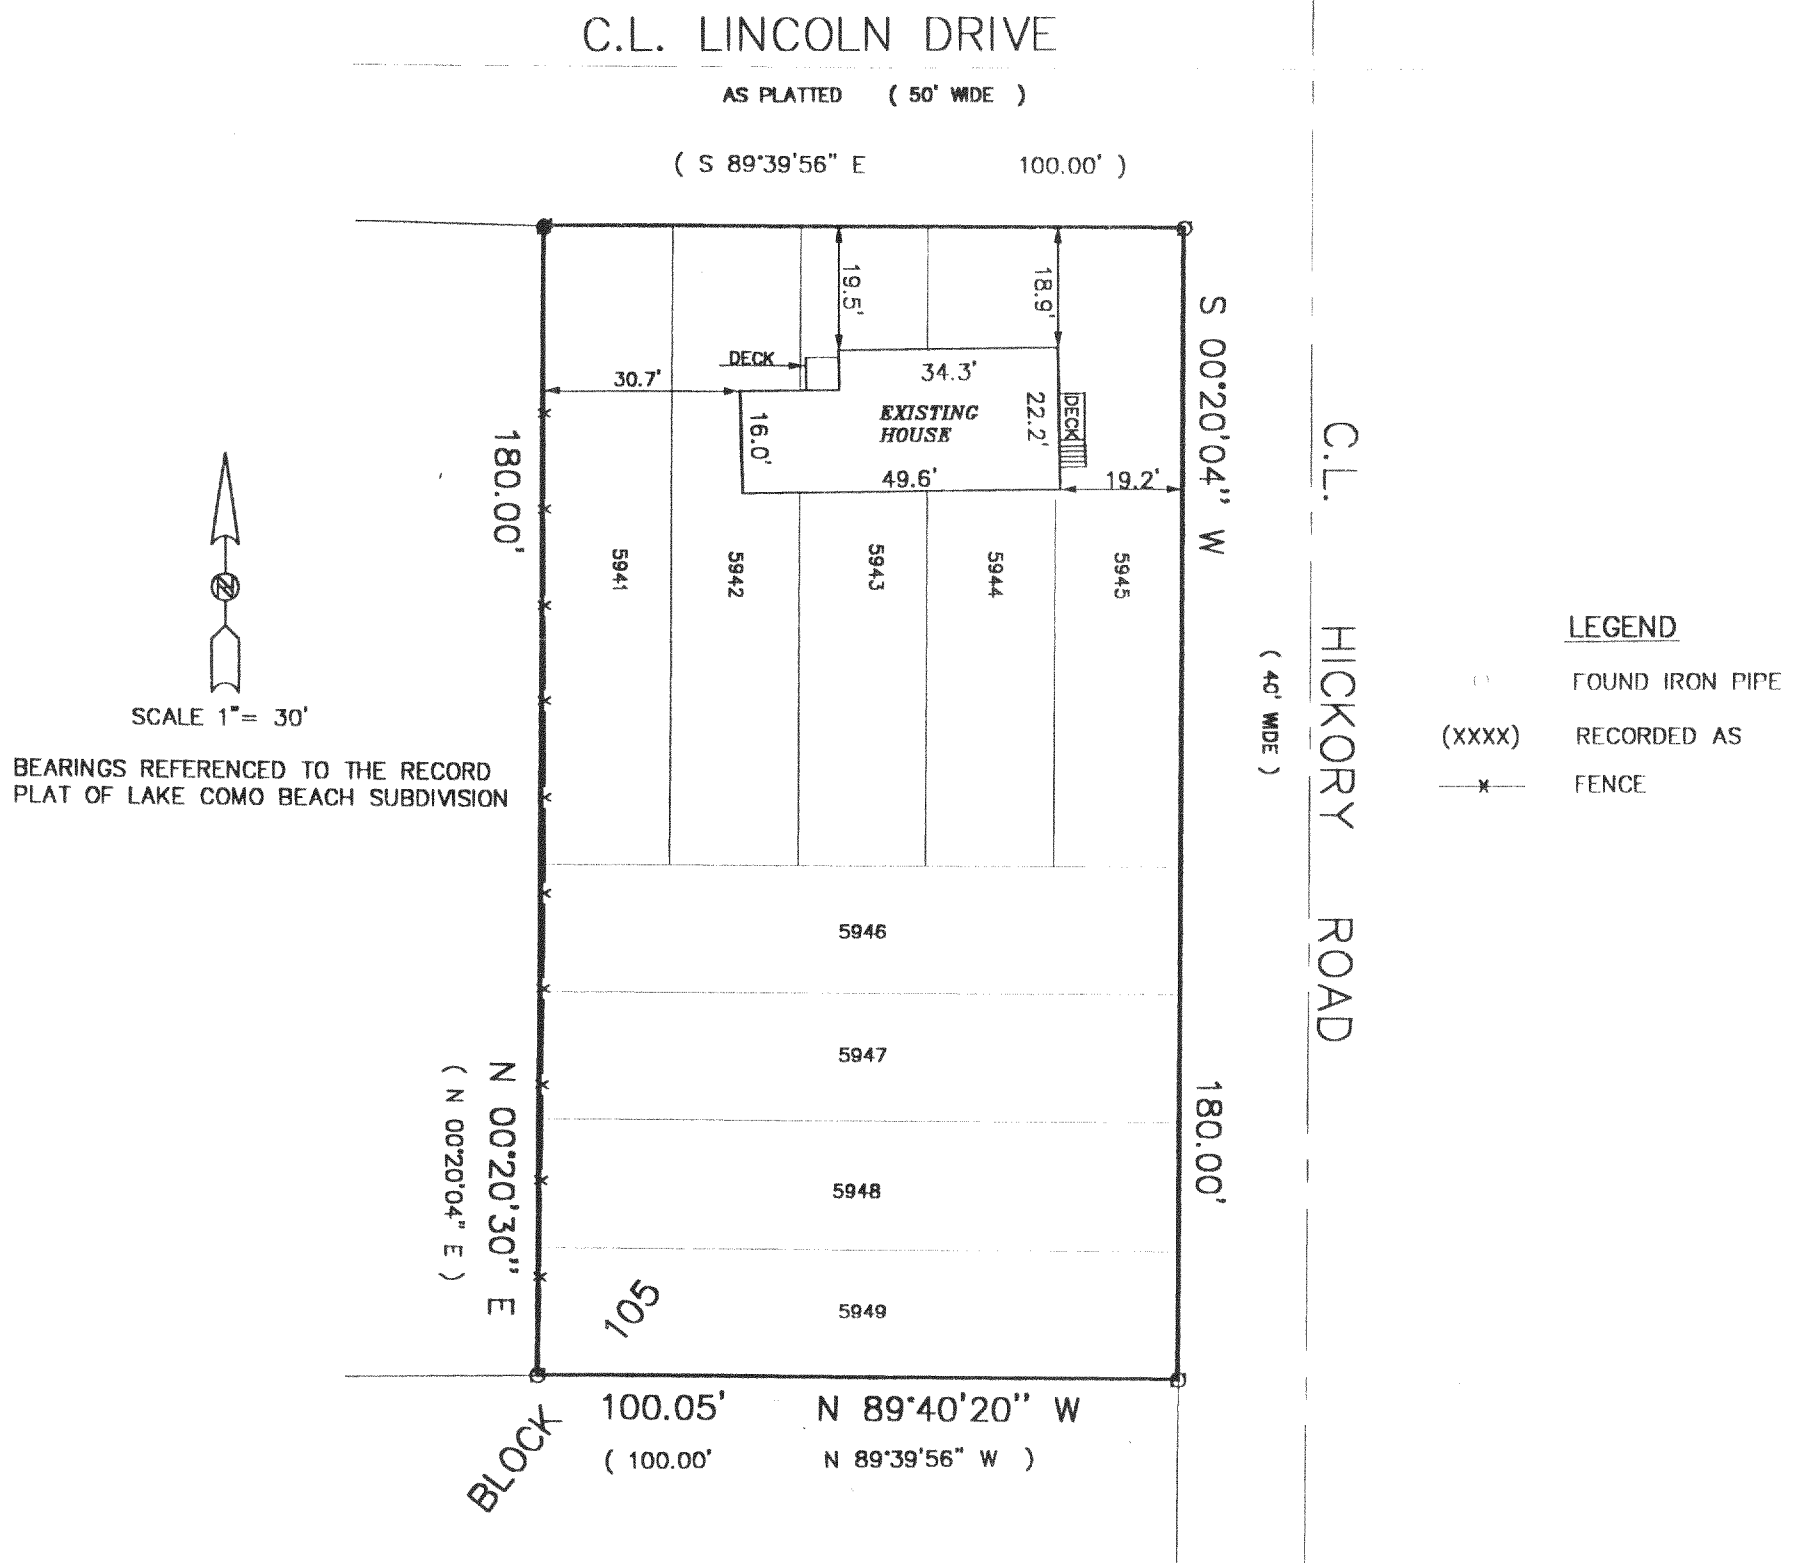 C.L. LINCOLN DRIVE
AS PLATTED ( 50' WIDE )
( S 89°39'56" E 100.00' )
19.5'
18.9'
DECK
34.3'
30.7'
EXISTING
HOUSE
16.0'
22.2'
DECK
49.6'
19.2'
S 00°20'04" W
180.00'
C.L. HICKORY ROAD
( 40' WIDE )
180.00'
5941
5942
5943
5944
5945
N
SCALE 1"= 30'
BEARINGS REFERENCED TO THE RECORD
PLAT OF LAKE COMO BEACH SUBDIVISION
LEGEND
FOUND IRON PIPE
(XXXX) RECORDED AS
x FENCE
5946
5947
5948
5949
N 00°20'30" E
( N 00°20'04" E )
BLOCK 105
100.05' N 89°40'20" W
( 100.00' N 89°39'56" W )